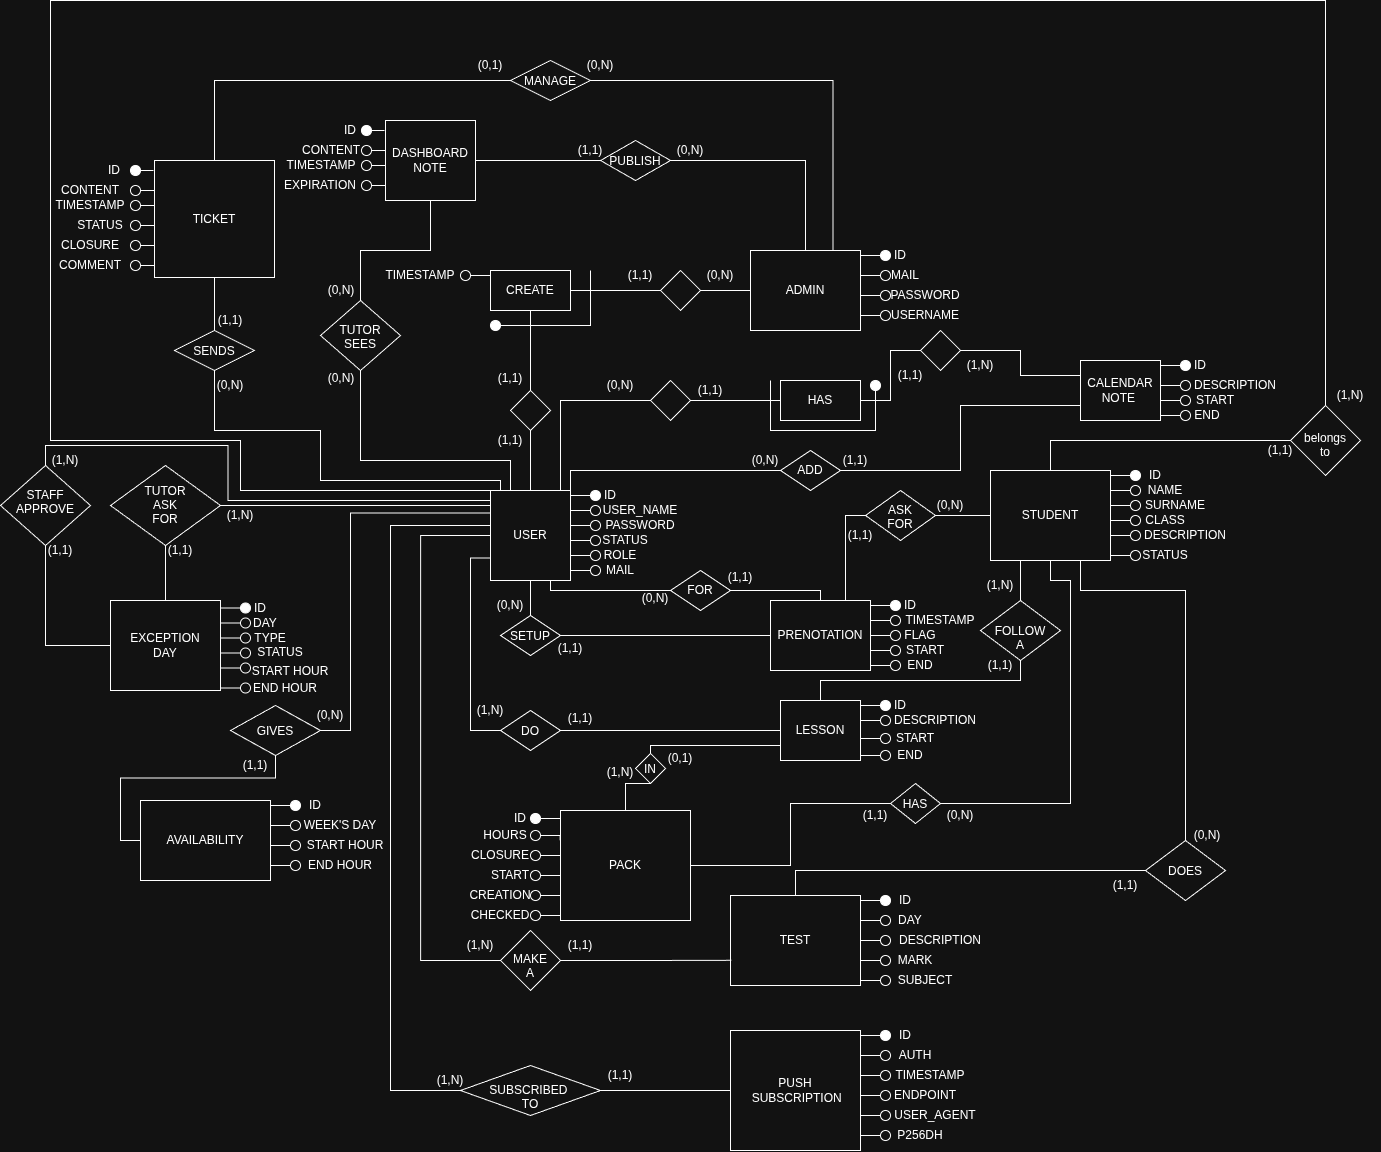 (0,1)
MANAGE
(0,N)
ID
CONTENT
TIMESTAMP
EXPIRATION
DASHBOARD
NOTE
(1,1)
PUBLISH
(0,N)
ID
CONTENT
TIMESTAMP
STATUS
CLOSURE
COMMENT
TICKET
TIMESTAMP
CREATE
(1,1)
(0,N)
ADMIN
ID
MAIL
PASSWORD
USERNAME
(1,1)
SENDS
(0,N)
(0,N)
TUTOR
SEES
(0,N)
(1,1)
(1,1)
(0,N)
(1,1)
HAS
(1,1)
(1,N)
CALENDAR
NOTE
ID
DESCRIPTION
START
END
(1,N)
belongs
to
(1,1)
(1,N)
STAFF
APPROVE
(1,1)
TUTOR
ASK
FOR
(1,N)
(1,1)
(0,N)
ADD
(1,1)
USER
ID
USER_NAME
PASSWORD
STATUS
ROLE
MAIL
ASK
FOR
(0,N)
(1,1)
STUDENT
ID
NAME
SURNAME
CLASS
DESCRIPTION
STATUS
EXCEPTION
DAY
ID
DAY
TYPE
STATUS
START HOUR
END HOUR
(0,N)
SETUP
(1,1)
(0,N)
FOR
(1,1)
PRENOTATION
ID
TIMESTAMP
FLAG
START
END
(1,N)
FOLLOW
A
(1,1)
GIVES
(0,N)
(1,1)
(1,N)
DO
(1,1)
LESSON
ID
DESCRIPTION
START
END
(1,N)
IN
(0,1)
AVAILABILITY
ID
WEEK'S DAY
START HOUR
END HOUR
ID
HOURS
CLOSURE
START
CREATION
CHECKED
PACK
(1,1)
HAS
(0,N)
(0,N)
DOES
(1,1)
(1,N)
MAKE
A
(1,1)
TEST
ID
DAY
DESCRIPTION
MARK
SUBJECT
(1,N)
SUBSCRIBED
TO
(1,1)
PUSH
SUBSCRIPTION
ID
AUTH
TIMESTAMP
ENDPOINT
USER_AGENT
P256DH